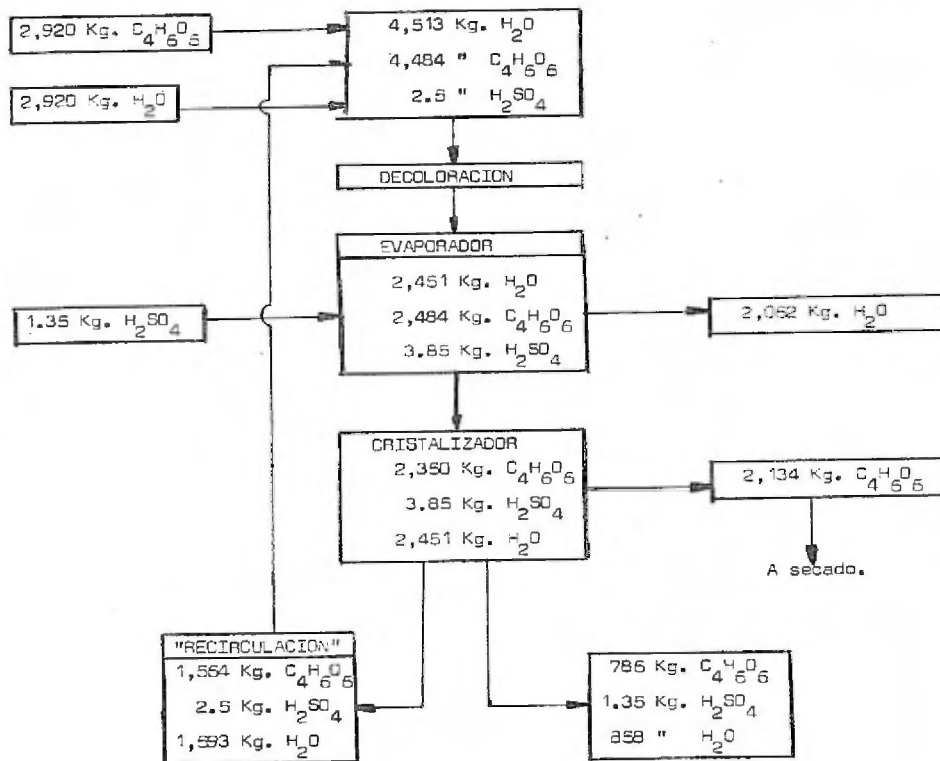 2,920 Kg. C4H6O6
4,513 Kg. H2O
4,484 " C4H6O6
2.5 " H2SO4
2,920 Kg. H2O
DECOLORACION
EVAPORADOR
2,451 Kg. H2O
2,484 Kg. C4H6O6
3.85 Kg. H2SO4
1.35 Kg. H2SO4
2,062 Kg. H2O
CRISTALIZADOR
2,350 Kg. C4H6O6
3.85 Kg. H2SO4
2,451 Kg. H2O
2,134 Kg. C4H6O6
A secado.
"RECIRCULACION"
1,564 Kg. C4H6O6
2.5 Kg. H2SO4
1,593 Kg. H2O
786 Kg. C4H6O6
1.35 Kg. H2SO4
858 " H2O